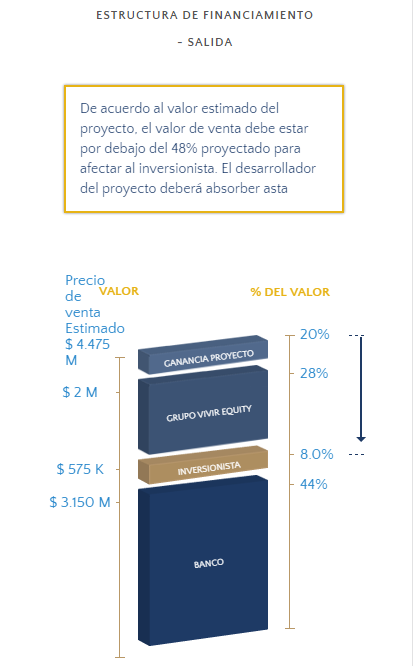 ESTRUCTURA DE FINANCIAMIENTO
- SALIDA
De acuerdo al valor estimado del
proyecto, el valor de venta debe estar
por debajo del 48% proyectado para
afectar al inversionista. El desarrollador
del proyecto deberá absorber asta
Precio
de
venta
Estimado
$ 4.475
M
VALOR
% DEL VALOR
20%
GANANCIA PROYECTO
$ 2 M
28%
GRUPO VIVIR EQUITY
8.0%
$ 575 K
INVERSIONISTA
44%
$ 3.150 M
BANCO